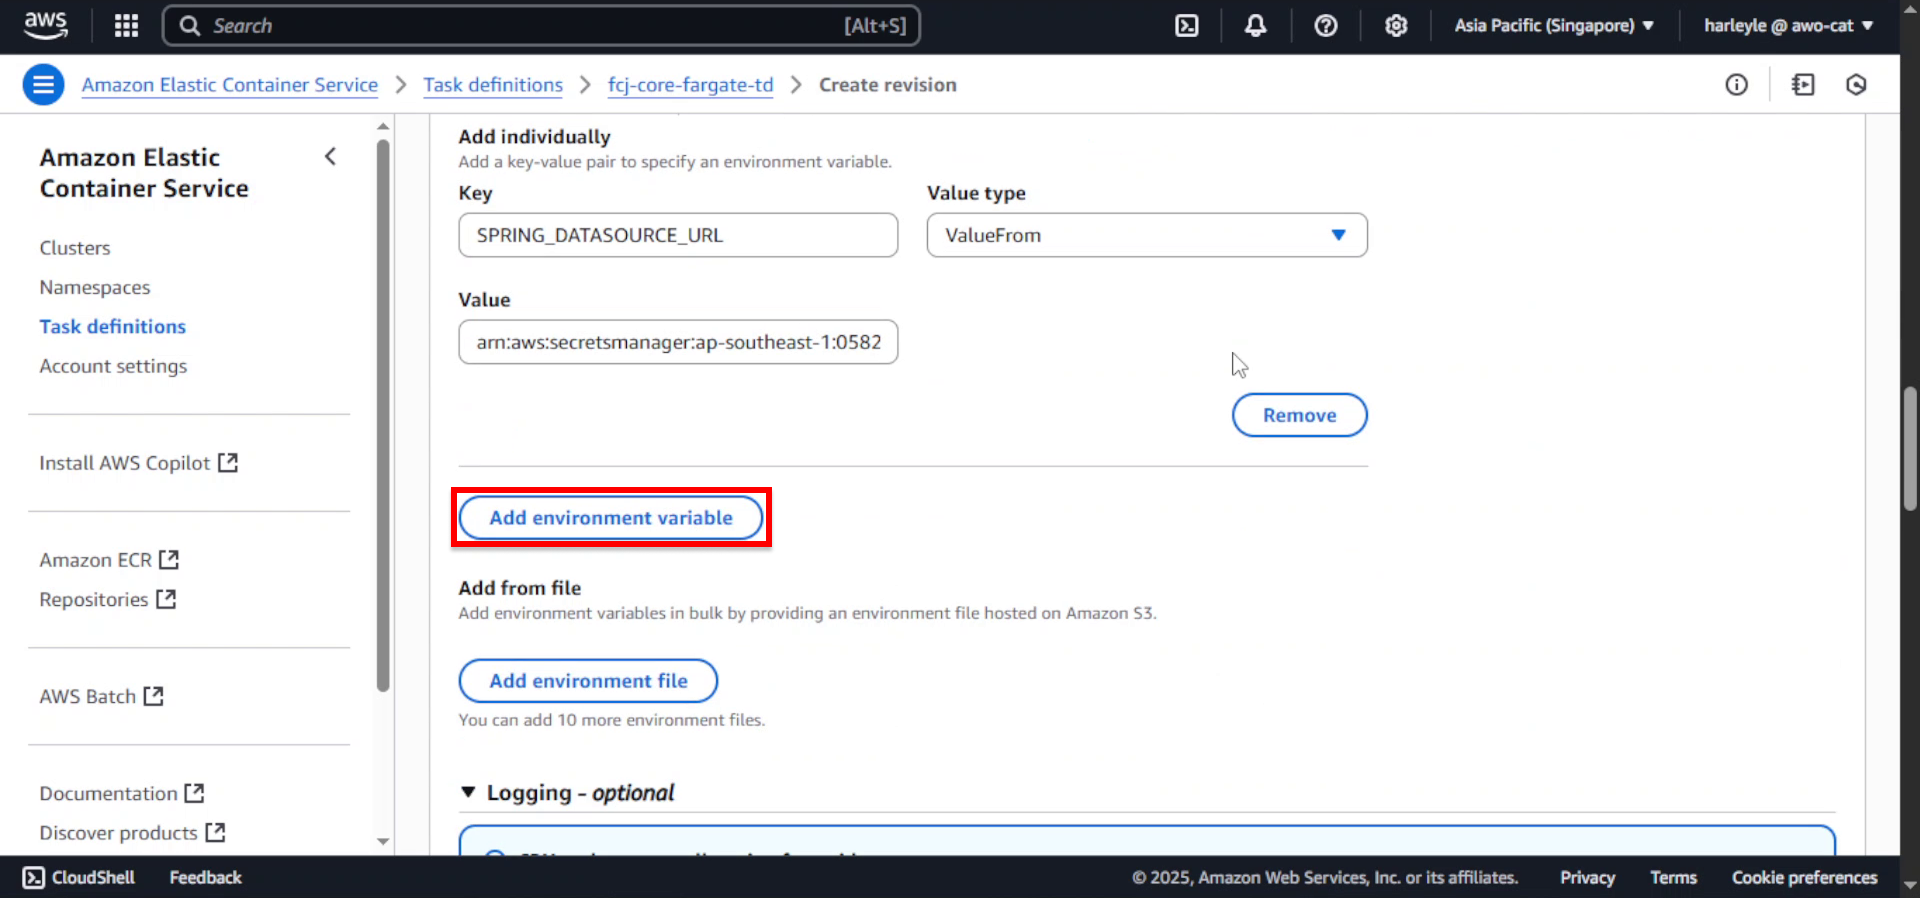 aws
Search
[Alt+S]
Asia Pacific (Singapore)
harleyle @ awo-cat
Amazon Elastic Container Service
Task definitions
fcj-core-fargate-td
Create revision
Amazon Elastic
Container Service
Clusters
Namespaces
Task definitions
Account settings
Install AWS Copilot
Amazon ECR
Repositories
AWS Batch
Documentation
Discover products
Add individually
Add a key-value pair to specify an environment variable.
Key
Value type
SPRING_DATASOURCE_URL
ValueFrom
Value
arn:aws:secretsmanager:ap-southeast-1:0582
Remove
Add environment variable
Add from file
Add environment variables in bulk by providing an environment file hosted on Amazon S3.
Add environment file
You can add 10 more environment files.
Logging - optional
CloudShell
Feedback
© 2025, Amazon Web Services, Inc. or its affiliates.
Privacy
Terms
Cookie preferences